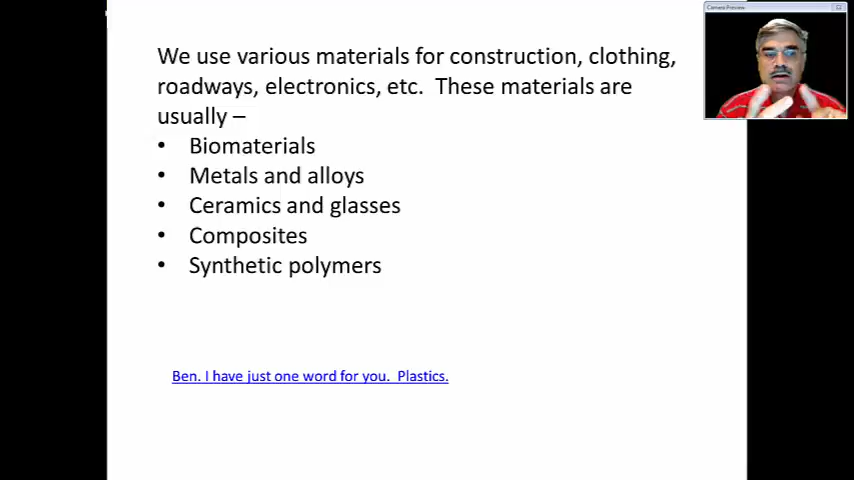 Camera Preview
We use various materials for construction, clothing,
roadways, electronics, etc.  These materials are
usually –
• Biomaterials
• Metals and alloys
• Ceramics and glasses
• Composites
• Synthetic polymers
Ben. I have just one word for you.  Plastics.